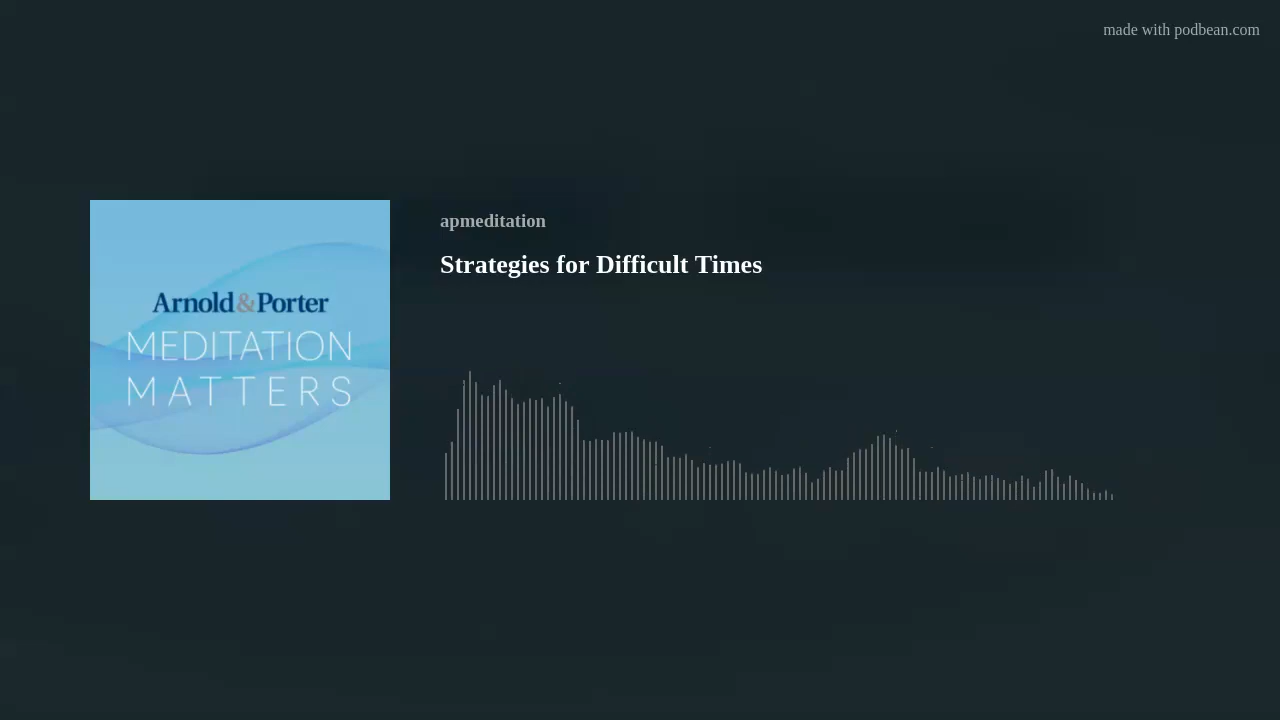 made with podbean.com
apmeditation
Strategies for Difficult Times
Arnold&Porter
MEDITATION
MATTERS